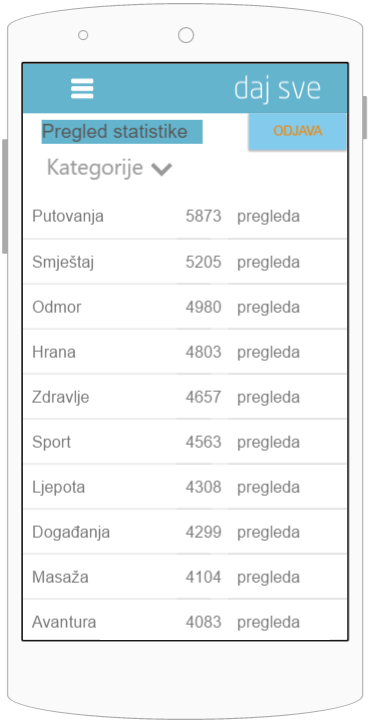 daj sve
Pregled statistike
ODJAVA
Kategorije
Putovanja 5873 pregleda
Smještaj 5205 pregleda
Odmor 4980 pregleda
Hrana 4803 pregleda
Zdravlje 4657 pregleda
Sport 4563 pregleda
Ljepota 4308 pregleda
Događanja 4299 pregleda
Masaža 4104 pregleda
Avantura 4083 pregleda